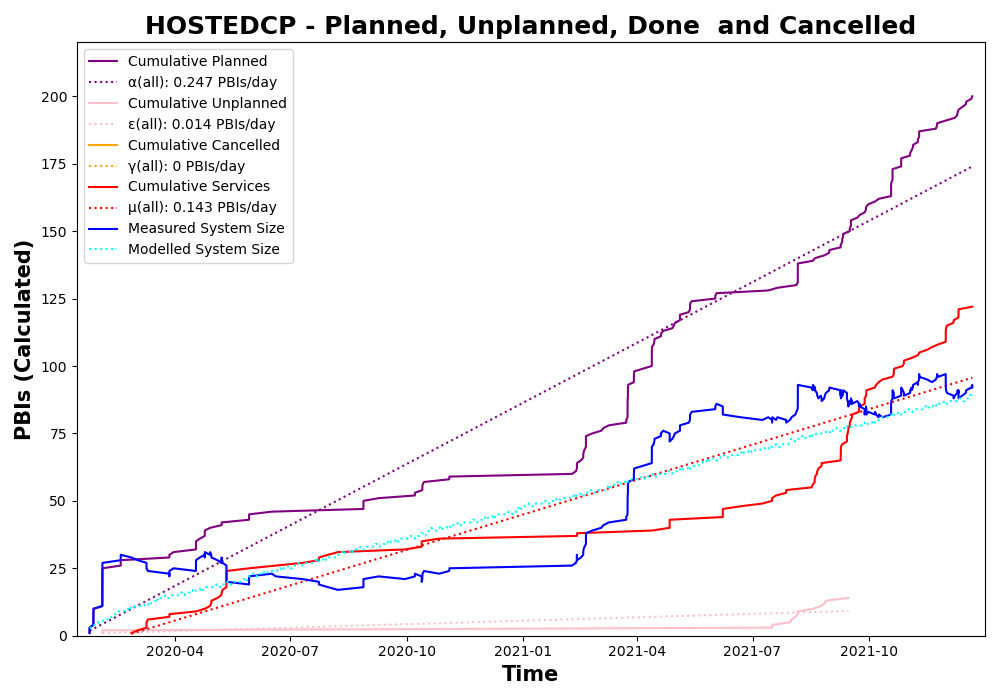 HOSTEDCP - Planned, Unplanned, Done  and Cancelled
Cumulative Planned
α(all): 0.247 PBIs/day
Cumulative Unplanned
ε(all): 0.014 PBIs/day
Cumulative Cancelled
γ(all): 0 PBIs/day
Cumulative Services
μ(all): 0.143 PBIs/day
Measured System Size
Modelled System Size
PBIs (Calculated)
200
175
150
125
100
75
50
25
0
2020-04 2020-07 2020-10 2021-01 2021-04 2021-07 2021-10
Time